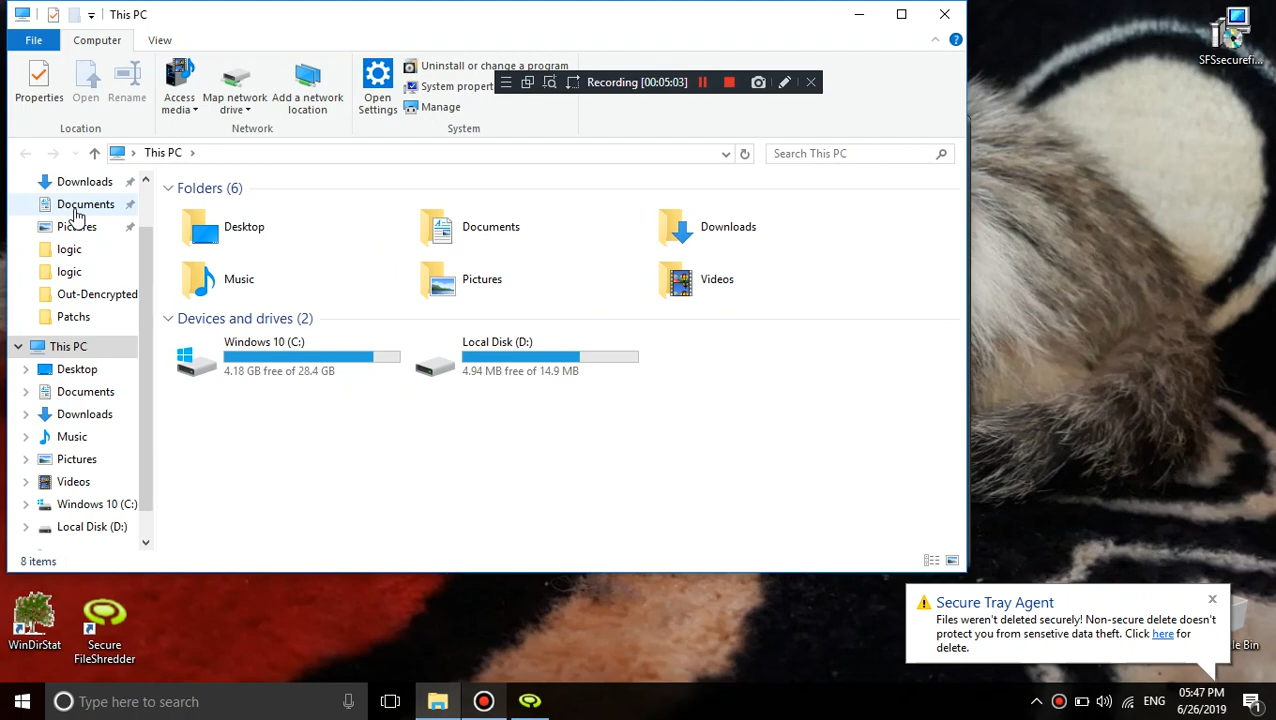 This PC
File
Computer
View
Properties
Open
Rename
Location
Access media
Map network drive
Add a network location
Network
Open Settings
Uninstall or change a program
System propert
Manage
System
Recording [00:05:03]
This PC
Search This PC
Downloads
Documents
Pictures
logic
logic
Out-Dencrypted
Patchs
This PC
Desktop
Documents
Downloads
Music
Pictures
Videos
Windows 10 (C:)
Local Disk (D:)
Folders (6)
Desktop
Documents
Downloads
Music
Pictures
Videos
Devices and drives (2)
Windows 10 (C:)
4.18 GB free of 28.4 GB
Local Disk (D:)
4.94 MB free of 14.9 MB
8 items
SFSsecurefi...
WinDirStat
Secure
FileShredder
Secure Tray Agent
Files weren't deleted securely! Non-secure delete doesn't
protect you from sensetive data theft. Click here for
delete.
le Bin
Type here to search
ENG
05:47 PM
6/26/2019
1